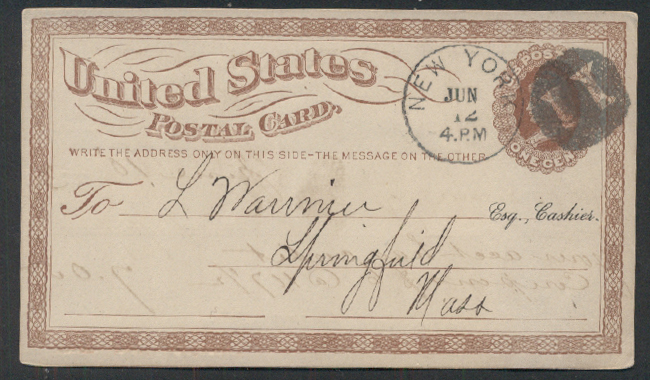 United States
POSTAL CARD.
NEW YORK
JUN
12
4.PM
ONE CENT
WRITE THE ADDRESS ONLY ON THIS SIDE-THE MESSAGE ON THE OTHER
To L Warriner Esq., Cashier.
Springfield
Mass